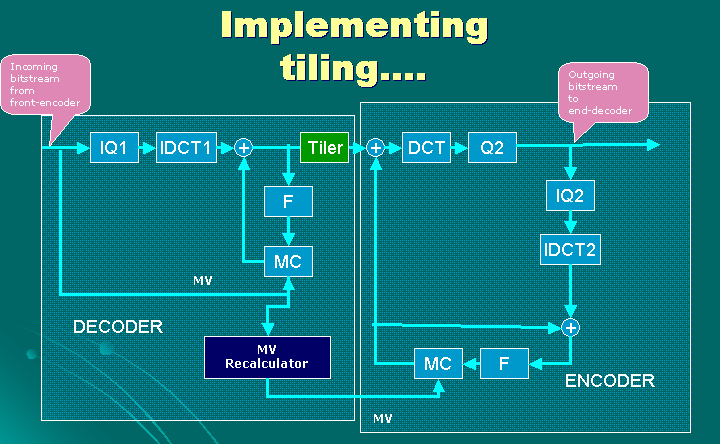 Implementing
tiling....
Incoming
bitstream
from
front-encoder
Outgoing
bitstream
to
end-decoder
IQ1
IDCT1
+
Tiler
+
DCT
Q2
F
IQ2
MC
IDCT2
MV
DECODER
+
MV
Recalculator
MC
F
ENCODER
MV